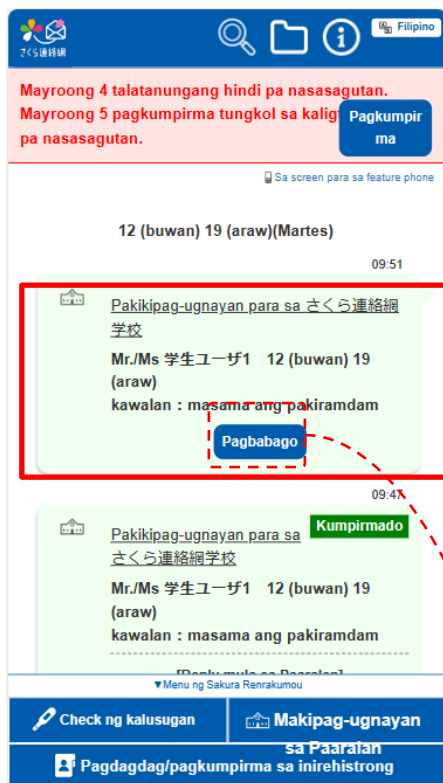 さくら連絡網
Filipino
Mayroong 4 talatanungang hindi pa nasasagutan.
Mayroong 5 pagkumpirma tungkol sa kalig
pa nasasagutan.
Pagkumpir
ma
Sa screen para sa feature phone
12 (buwan) 19 (araw)(Martes)
09:51
Pakikipag-ugnayan para sa さくら連絡網
学校
Mr./Ms 学生ユーザ1 12 (buwan) 19
(araw)
kawalan : masama ang pakiramdam
Pagbabago
09:47
Pakikipag-ugnayan para sa
さくら連絡網学校
Kumpirmado
Mr./Ms 学生ユーザ1 12 (buwan) 19
(araw)
kawalan : masama ang pakiramdam
[Reply mula sa Paaralan]
▼Menu ng Sakura Renrakumou
Check ng kalusugan
Makipag-ugnayan
sa Paaralan
Pagdagdag/pagkumpirma sa inirehistrong